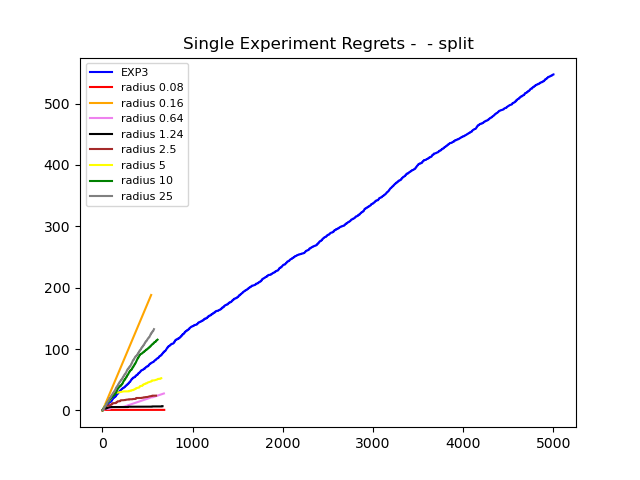 Single Experiment Regrets -  - split
EXP3
radius 0.08
radius 0.16
radius 0.64
radius 1.24
radius 2.5
radius 5
radius 10
radius 25
500
400
300
200
100
0
0 1000 2000 3000 4000 5000